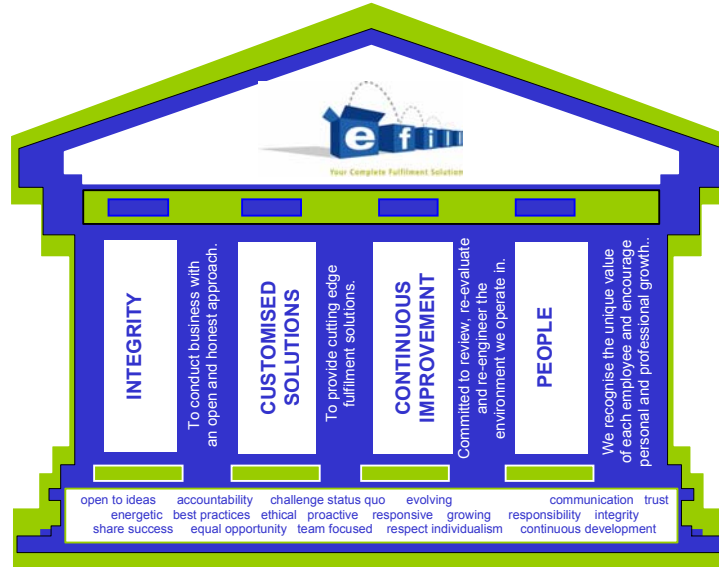 efill
Your Complete Fulfilment Solution
INTEGRITY
To conduct business with
an open and honest approach.
CUSTOMISED
SOLUTIONS
To provide cutting edge
fulfilment solutions.
CONTINUOUS
IMPROVEMENT
Committed to review, re-evaluate
and re-engineer the
environment we operate in.
PEOPLE
We recognise the unique value
of each employee and encourage
personal and professional growth..
open to ideas accountability challenge status quo evolving communication trust
energetic best practices ethical proactive responsive growing responsibility integrity
share success equal opportunity team focused respect individualism continuous development